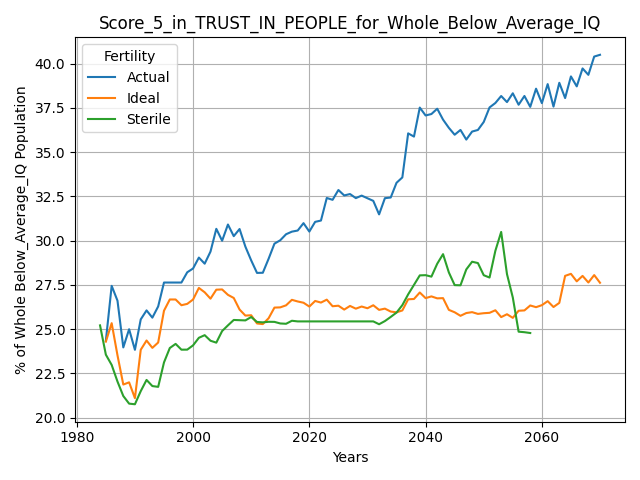 Score_5_in_TRUST_IN_PEOPLE_for_Whole_Below_Average_IQ
Fertility
Actual
Ideal
Sterile
% of Whole Below_Average_IQ Population
40.0
37.5
35.0
32.5
30.0
27.5
25.0
22.5
20.0
1980
2000
2020
2040
2060
Years